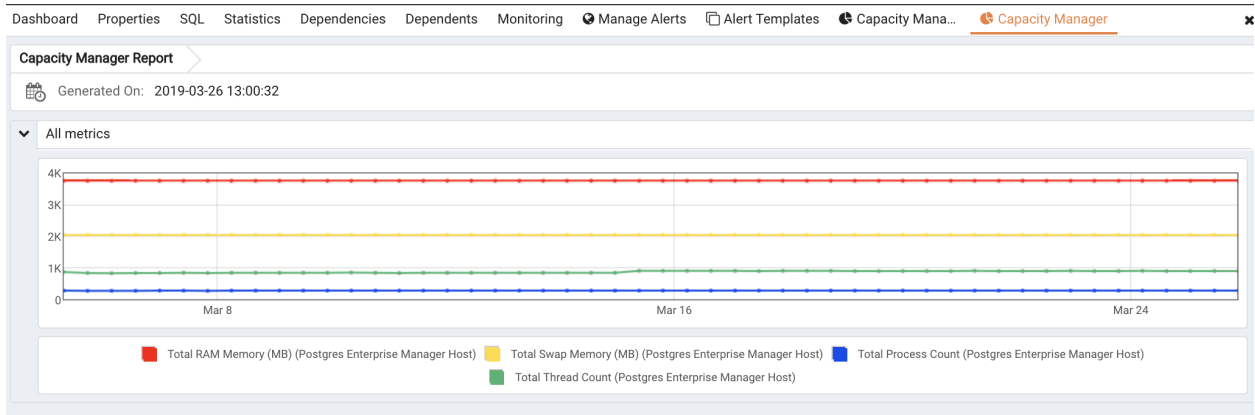 Dashboard Properties SQL Statistics Dependencies Dependents Monitoring Manage Alerts Alert Templates Capacity Mana... Capacity Manager
Capacity Manager Report
Generated On: 2019-03-26 13:00:32
All metrics
4K
3K
2K
1K
0
Mar 8 Mar 16 Mar 24
Total RAM Memory (MB) (Postgres Enterprise Manager Host) Total Swap Memory (MB) (Postgres Enterprise Manager Host) Total Process Count (Postgres Enterprise Manager Host)
Total Thread Count (Postgres Enterprise Manager Host)